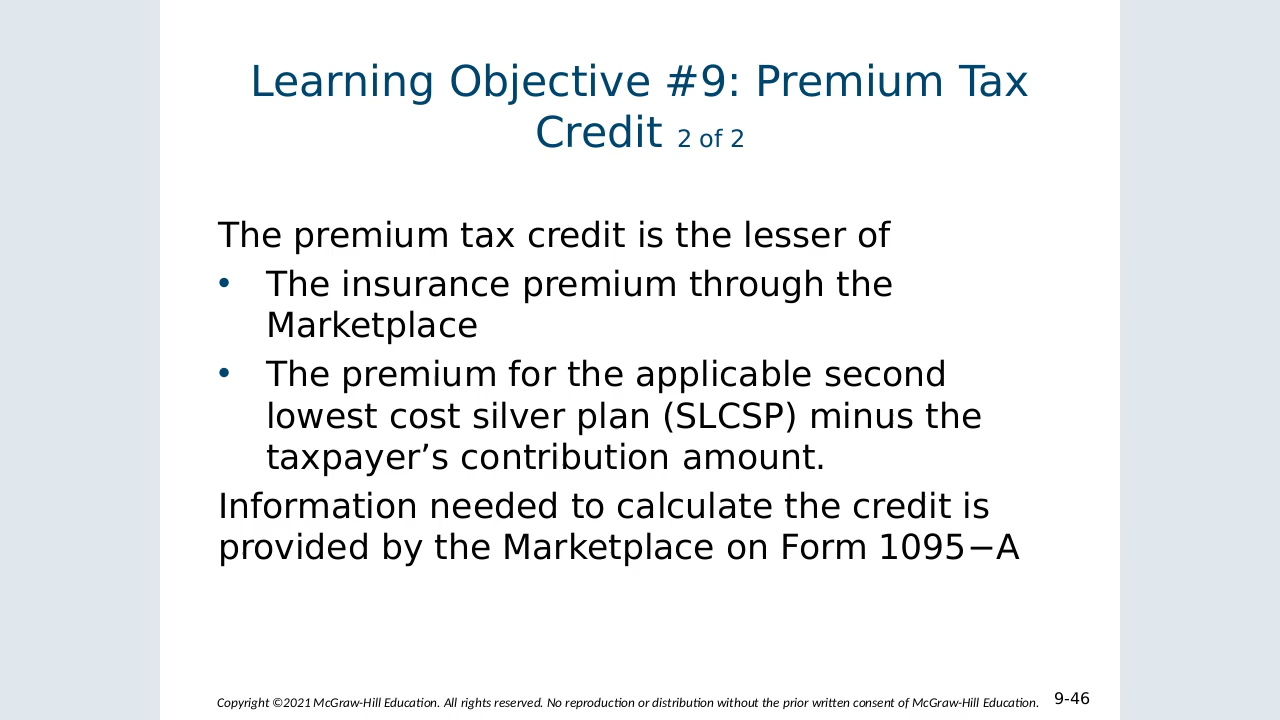 Learning Objective #9: Premium Tax
Credit 2 of 2
The premium tax credit is the lesser of
• The insurance premium through the
Marketplace
• The premium for the applicable second
lowest cost silver plan (SLCSP) minus the
taxpayer’s contribution amount.
Information needed to calculate the credit is
provided by the Marketplace on Form 1095−A
Copyright ©2021 McGraw-Hill Education. All rights reserved. No reproduction or distribution without the prior written consent of McGraw-Hill Education. 9-46